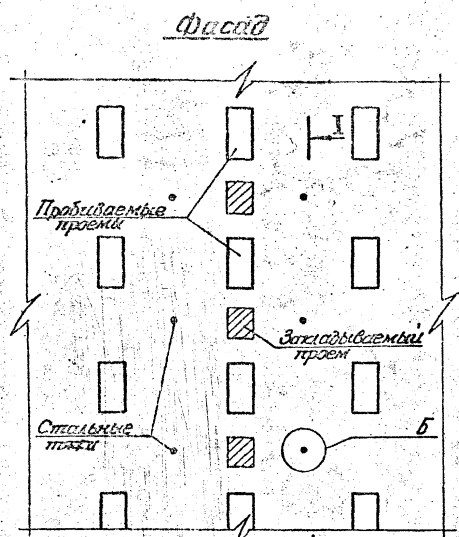 Фасад
I
Пробиваемые
проемы
Закладываемый
проем
Стальные
тяжи
Б